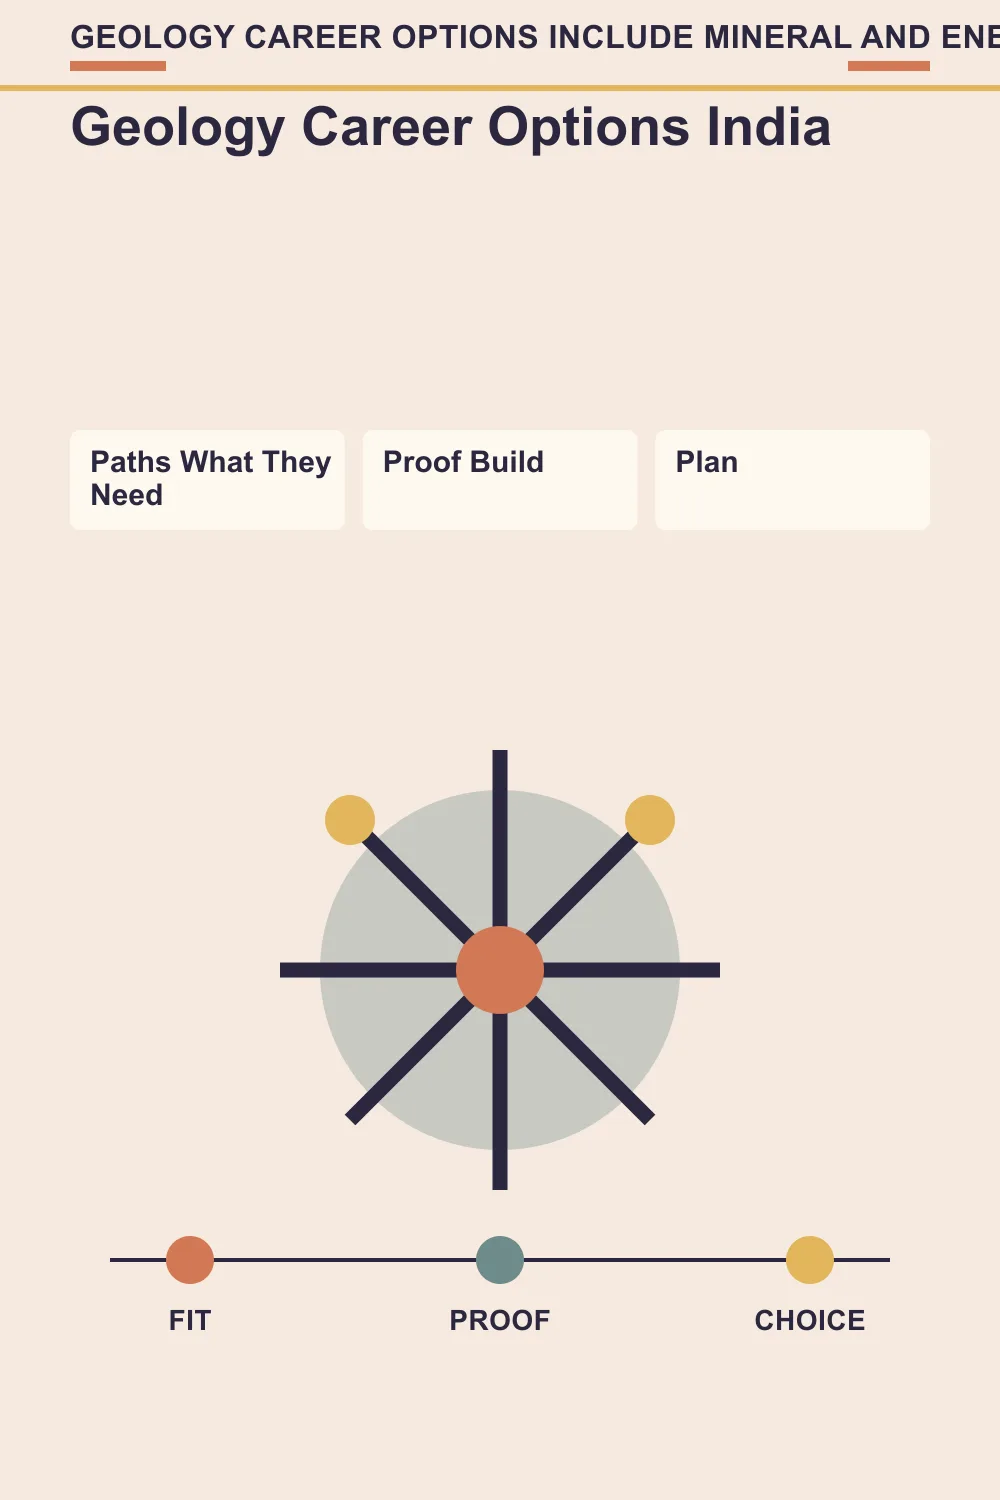 GEOLOGY CAREER OPTIONS INCLUDE MINERAL AND ENE
Geology Career Options India
Paths What They
Need
Proof Build
Plan
FIT
PROOF
CHOICE